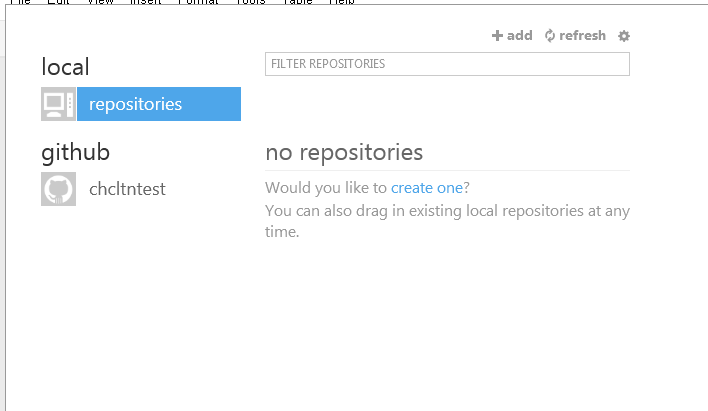 File Edit View Insert Format Tools Table Help
add refresh
local
FILTER REPOSITORIES
repositories
github
no repositories
chcltntest
Would you like to create one?
You can also drag in existing local repositories at any
time.